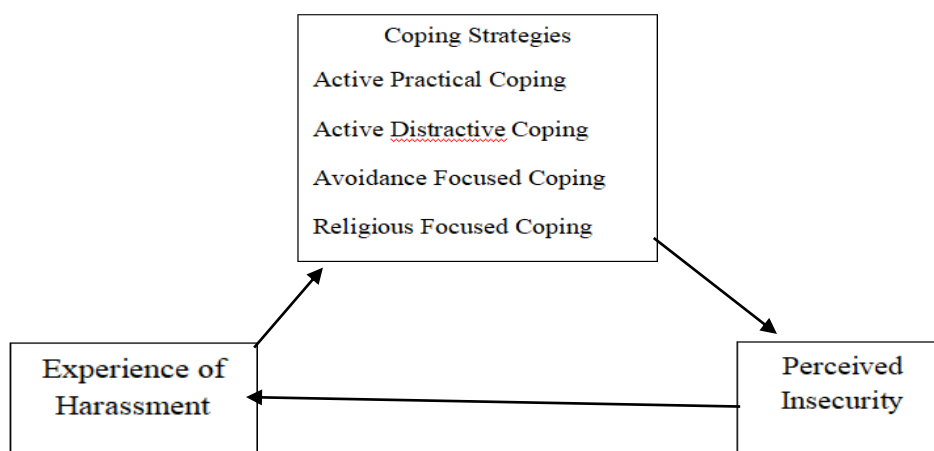 Coping Strategies
Active Practical Coping
Active Distractive Coping
Avoidance Focused Coping
Religious Focused Coping
Experience of
Harassment
Perceived
Insecurity